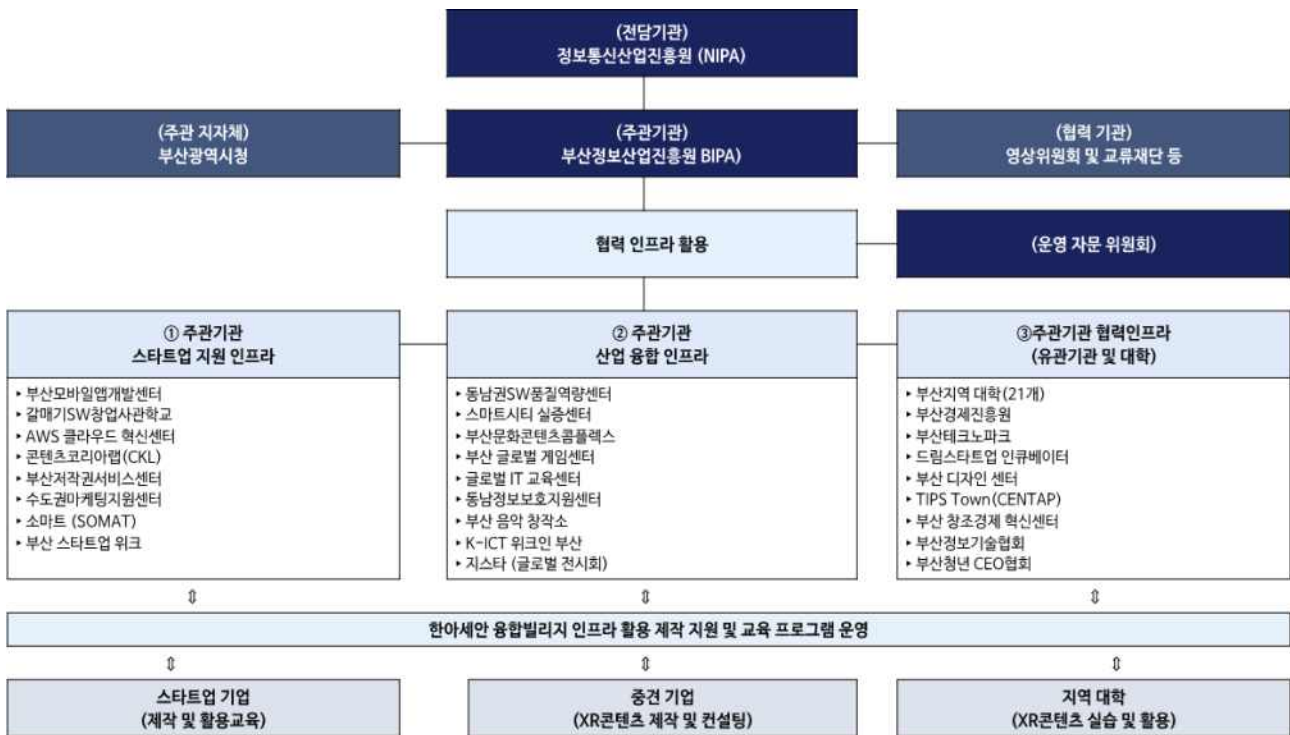 (전담기관)
정보통신산업진흥원 (NIPA)
(주관 지자체)
부산광역시청
(주관기관)
부산정보산업진흥원 BIPA)
(협력 기관)
영상위원회 및 교류재단 등
협력 인프라 활용
(운영 자문 위원회)
① 주관기관
스타트업 지원 인프라
▸ 부산모바일앱개발센터
▸ 갈매기SW창업사관학교
▸ AWS 클라우드 혁신센터
▸ 콘텐츠코리아랩(CKL)
▸ 부산저작권서비스센터
▸ 수도권마케팅지원센터
▸ 소마트 (SOMAT)
▸ 부산 스타트업 위크
② 주관기관
산업 융합 인프라
▸ 동남권SW품질역량센터
▸ 스마트시티 실증센터
▸ 부산문화콘텐츠콤플렉스
▸ 부산 글로벌 게임센터
▸ 글로벌 IT 교육센터
▸ 동남정보보호지원센터
▸ 부산 음악 창작소
▸ K-ICT 위크인 부산
▸ 지스타 (글로벌 전시회)
③주관기관 협력인프라
(유관기관 및 대학)
▸ 부산지역 대학(21개)
▸ 부산경제진흥원
▸ 부산테크노파크
▸ 드림스타트업 인큐베이터
▸ 부산 디자인 센터
▸ TIPS Town(CENTAP)
▸ 부산 창조경제 혁신센터
▸ 부산정보기술협회
▸ 부산청년 CEO협회
⇕ ⇕ ⇕
한아세안 융합빌리지 인프라 활용 제작 지원 및 교육 프로그램 운영
⇕ ⇕ ⇕
스타트업 기업
(제작 및 활용교육)
중견 기업
(XR콘텐츠 제작 및 컨설팅)
지역 대학
(XR콘텐츠 실습 및 활용)